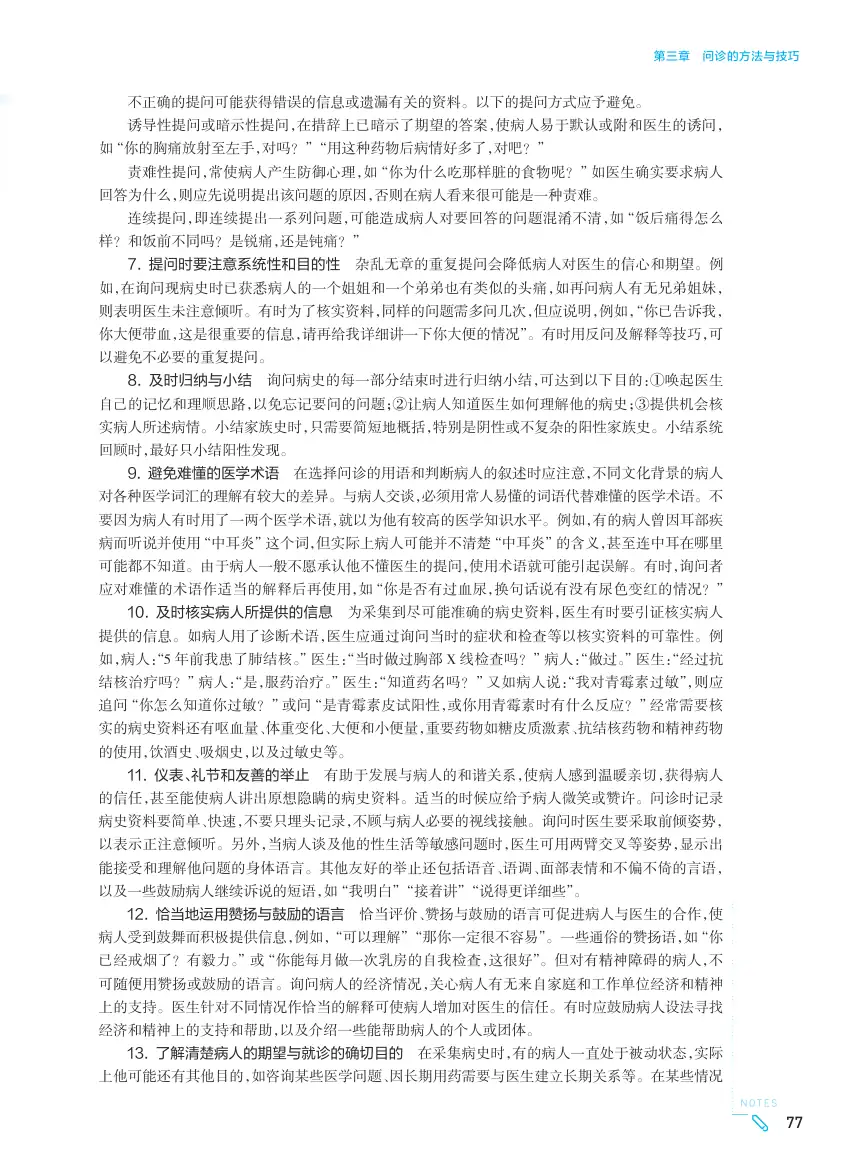 第三章　问诊的方法与技巧
不正确的提问可能获得错误的信息或遗漏有关的资料。以下的提问方式应予避免。
诱导性提问或暗示性提问,在措辞上已暗示了期望的答案,使病人易于默认或附和医生的诱问,
如“你的胸痛放射至左手,对吗？”“用这种药物后病情好多了,对吧？”
责难性提问,常使病人产生防御心理,如“你为什么吃那样脏的食物呢？”如医生确实要求病人
回答为什么,则应先说明提出该问题的原因,否则在病人看来很可能是一种责难。
连续提问,即连续提出一系列问题,可能造成病人对要回答的问题混淆不清,如“饭后痛得怎么
样？和饭前不同吗？是锐痛,还是钝痛？”
7. 提问时要注意系统性和目的性　杂乱无章的重复提问会降低病人对医生的信心和期望。例
如,在询问现病史时已获悉病人的一个姐姐和一个弟弟也有类似的头痛,如再问病人有无兄弟姐妹,
则表明医生未注意倾听。有时为了核实资料,同样的问题需多问几次,但应说明,例如,“你已告诉我,
你大便带血,这是很重要的信息,请再给我详细讲一下你大便的情况”。有时用反问及解释等技巧,可
以避免不必要的重复提问。
8. 及时归纳与小结　询问病史的每一部分结束时进行归纳小结,可达到以下目的:①唤起医生
自己的记忆和理顺思路,以免忘记要问的问题;②让病人知道医生如何理解他的病史;③提供机会核
实病人所述病情。小结家族史时,只需要简短地概括,特别是阴性或不复杂的阳性家族史。小结系统
回顾时,最好只小结阳性发现。
9. 避免难懂的医学术语　在选择问诊的用语和判断病人的叙述时应注意,不同文化背景的病人
对各种医学词汇的理解有较大的差异。与病人交谈,必须用常人易懂的词语代替难懂的医学术语。不
要因为病人有时用了一两个医学术语,就以为他有较高的医学知识水平。例如,有的病人曾因耳部疾
病而听说并使用“中耳炎”这个词,但实际上病人可能并不清楚“中耳炎”的含义,甚至连中耳在哪里
可能都不知道。由于病人一般不愿承认他不懂医生的提问,使用术语就可能引起误解。有时,询问者
应对难懂的术语作适当的解释后再使用,如“你是否有过血尿,换句话说有没有尿色变红的情况？”
10. 及时核实病人所提供的信息　为采集到尽可能准确的病史资料,医生有时要引证核实病人
提供的信息。如病人用了诊断术语,医生应通过询问当时的症状和检查等以核实资料的可靠性。例
如,病人:“5 年前我患了肺结核。”医生:“当时做过胸部 X 线检查吗？”病人:“做过。”医生:“经过抗
结核治疗吗？”病人:“是,服药治疗。”医生:“知道药名吗？”又如病人说:“我对青霉素过敏”,则应
追问“你怎么知道你过敏？”或问“是青霉素皮试阳性,或你用青霉素时有什么反应？”经常需要核
实的病史资料还有呕血量、体重变化、大便和小便量,重要药物如糖皮质激素、抗结核药物和精神药物
的使用,饮酒史、吸烟史,以及过敏史等。
11. 仪表、礼节和友善的举止　有助于发展与病人的和谐关系,使病人感到温暖亲切,获得病人
的信任,甚至能使病人讲出原想隐瞒的病史资料。适当的时候应给予病人微笑或赞许。问诊时记录
病史资料要简单、快速,不要只埋头记录,不顾与病人必要的视线接触。询问时医生要采取前倾姿势,
以表示正注意倾听。另外,当病人谈及他的性生活等敏感问题时,医生可用两臂交叉等姿势,显示出
能接受和理解他问题的身体语言。其他友好的举止还包括语音、语调、面部表情和不偏不倚的言语,
以及一些鼓励病人继续诉说的短语,如“我明白”“接着讲”“说得更详细些”。
12. 恰当地运用赞扬与鼓励的语言　恰当评价、赞扬与鼓励的语言可促进病人与医生的合作,使
病人受到鼓舞而积极提供信息,例如,“可以理解”“那你一定很不容易”。一些通俗的赞扬语,如“你
已经戒烟了？有毅力。”或“你能每月做一次乳房的自我检查,这很好”。但对有精神障碍的病人,不
可随便用赞扬或鼓励的语言。询问病人的经济情况,关心病人有无来自家庭和工作单位经济和精神
上的支持。医生针对不同情况作恰当的解释可使病人增加对医生的信任。有时应鼓励病人设法寻找
经济和精神上的支持和帮助,以及介绍一些能帮助病人的个人或团体。
13. 了解清楚病人的期望与就诊的确切目的　在采集病史时,有的病人一直处于被动状态,实际
上他可能还有其他目的,如咨询某些医学问题、因长期用药需要与医生建立长期关系等。在某些情况
NOTES
77